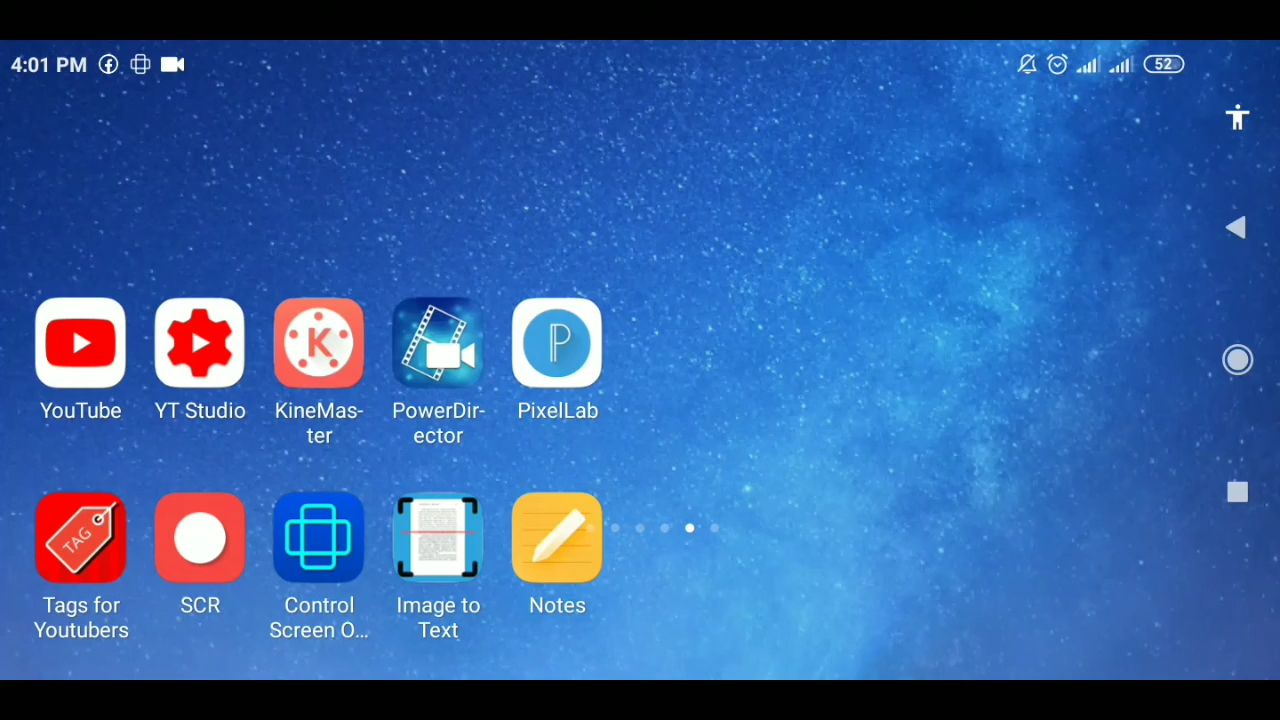 4:01 PM
52
YouTube
YT Studio
KineMas-
ter
PowerDir-
ector
PixelLab
TAG
Tags for
Youtubers
SCR
Control
Screen O...
Image to
Text
Notes